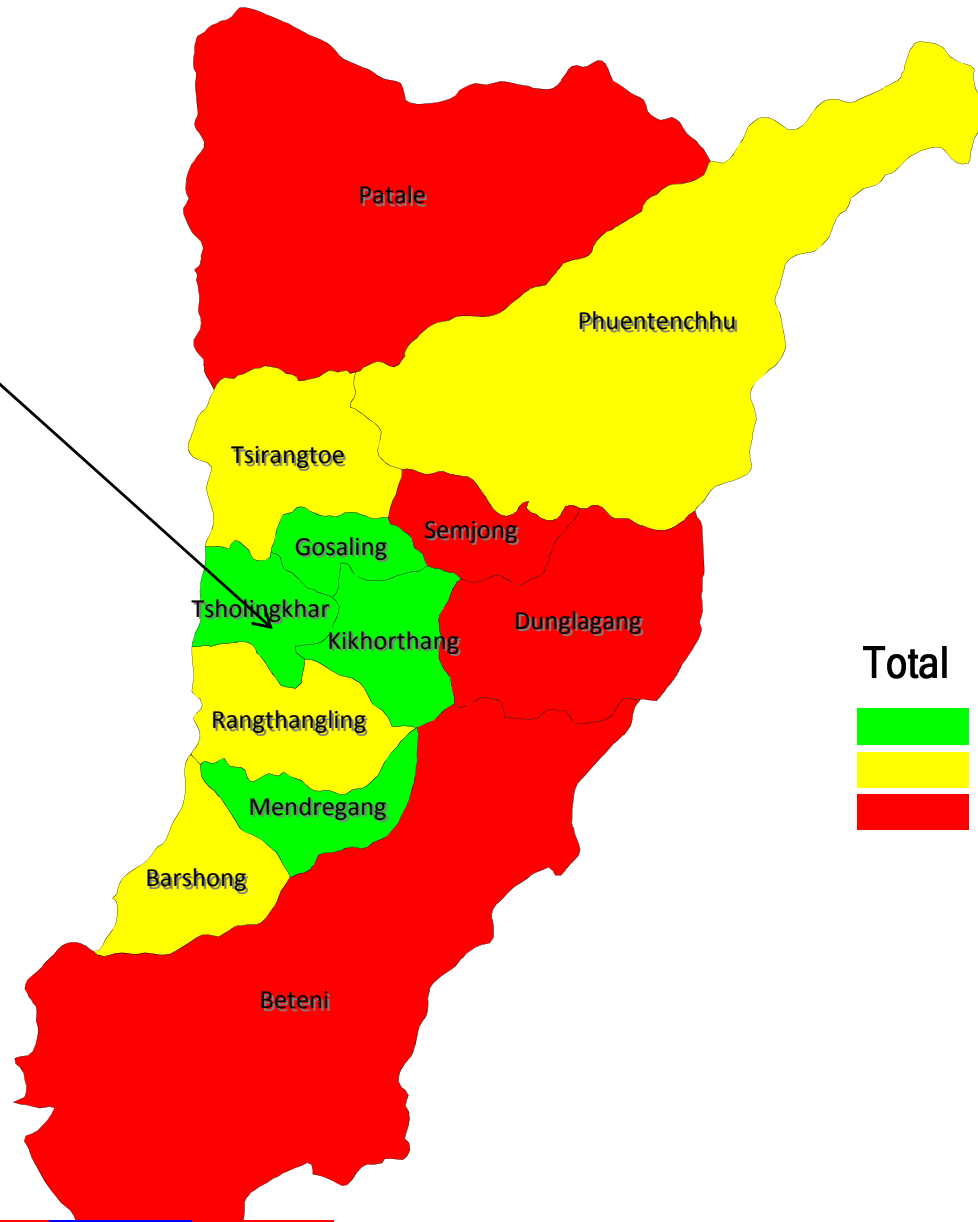 Patale
Phuentenchhu
Tsirangtoe
Semjong
Gosaling
Tsholingkhar
Dunglagang
Kikhorthang
Total
Rangthangling
Mendregang
Barshong
Beteni